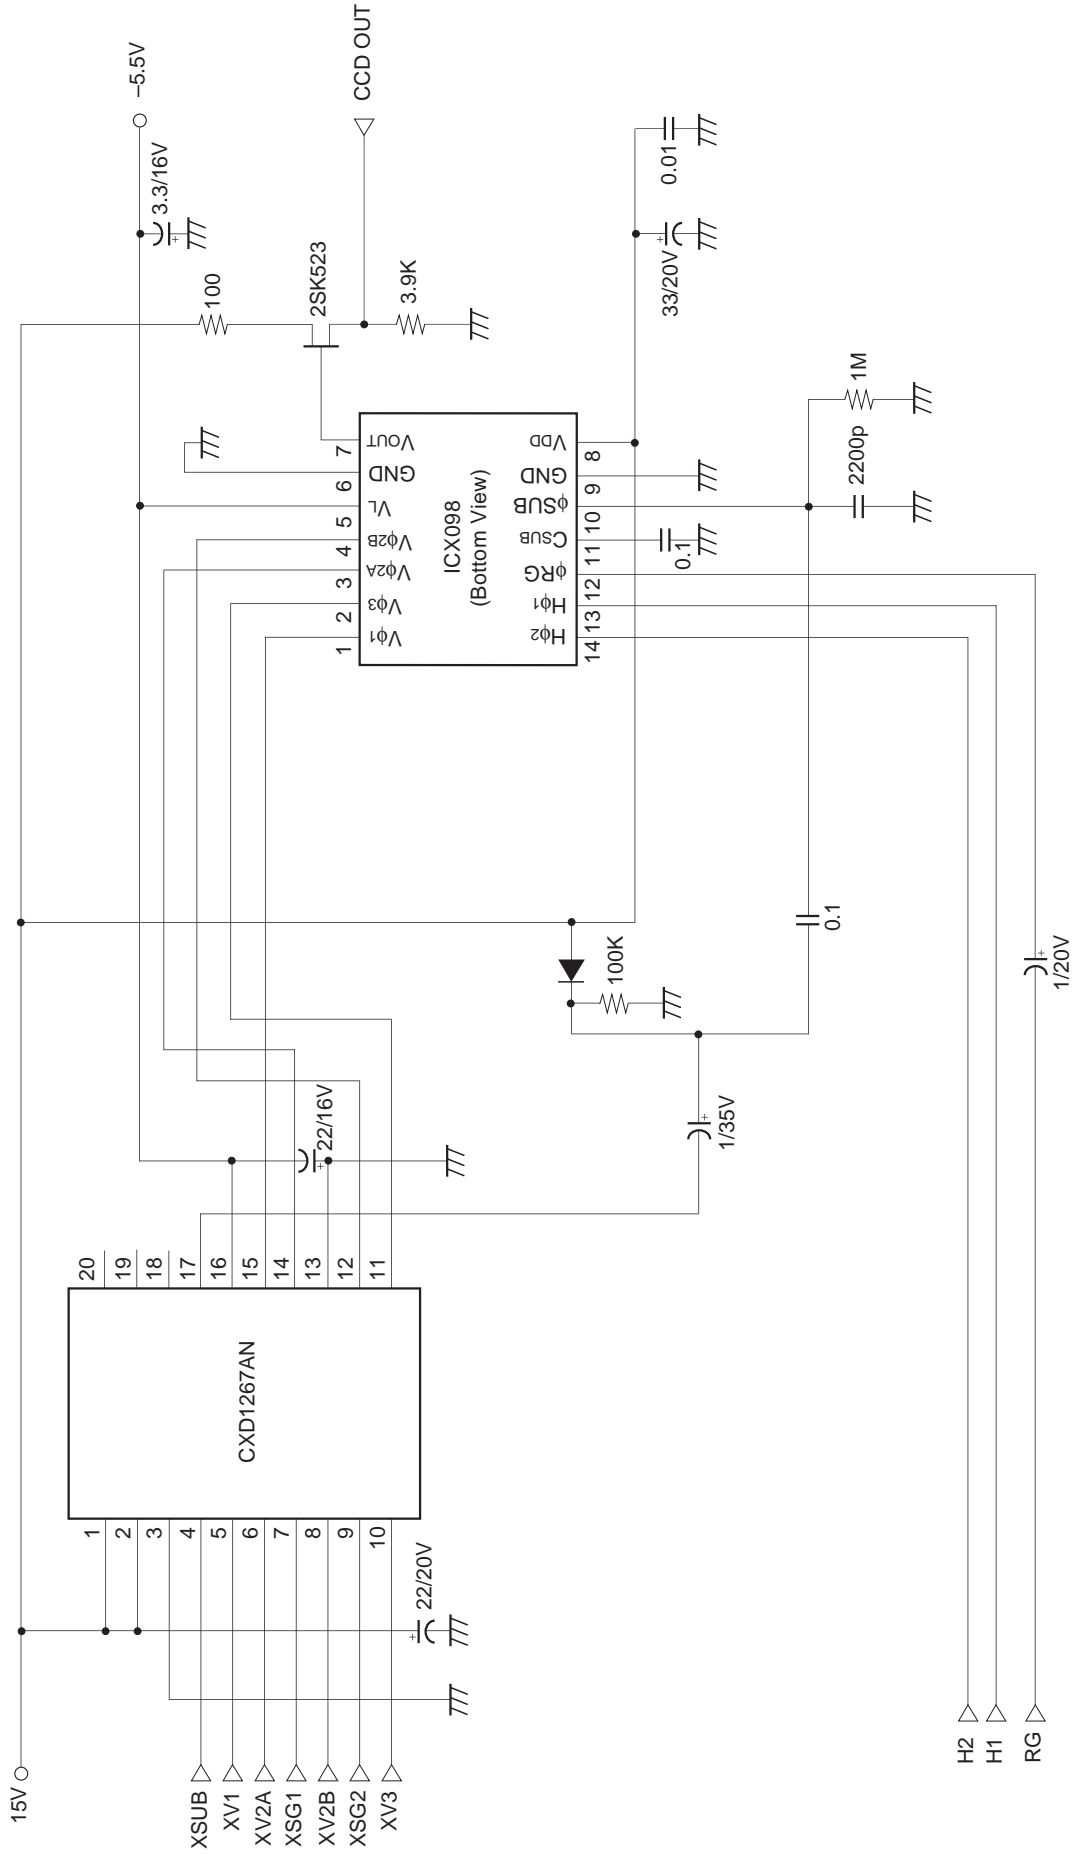 15V
XSUB
XV1
XV2A
XSG1
XV2B
XSG2
XV3
22/20V
+
1
2
3
4
5
6
7
8
9
10
CXD1267AN
20
19
18
17
16
15
14
13
12
11
22/16V
+
1/35V
+
100K
0.1
1/20V
+
–5.5V
3.3/16V
+
100
2SK523
3.9K
CCD OUT
ICX098
(Bottom View)
1
2
3
4
5
6
7
Vϕ1
Vϕ3
Vϕ2A
Vϕ2B
VL
GND
VOUT
14
13
12
11
10
9
8
Hϕ2
Hϕ1
ϕRG
CSUB
ϕSUB
GND
VDD
0.1
33/20V
+
0.01
2200p
1M
H2
H1
RG